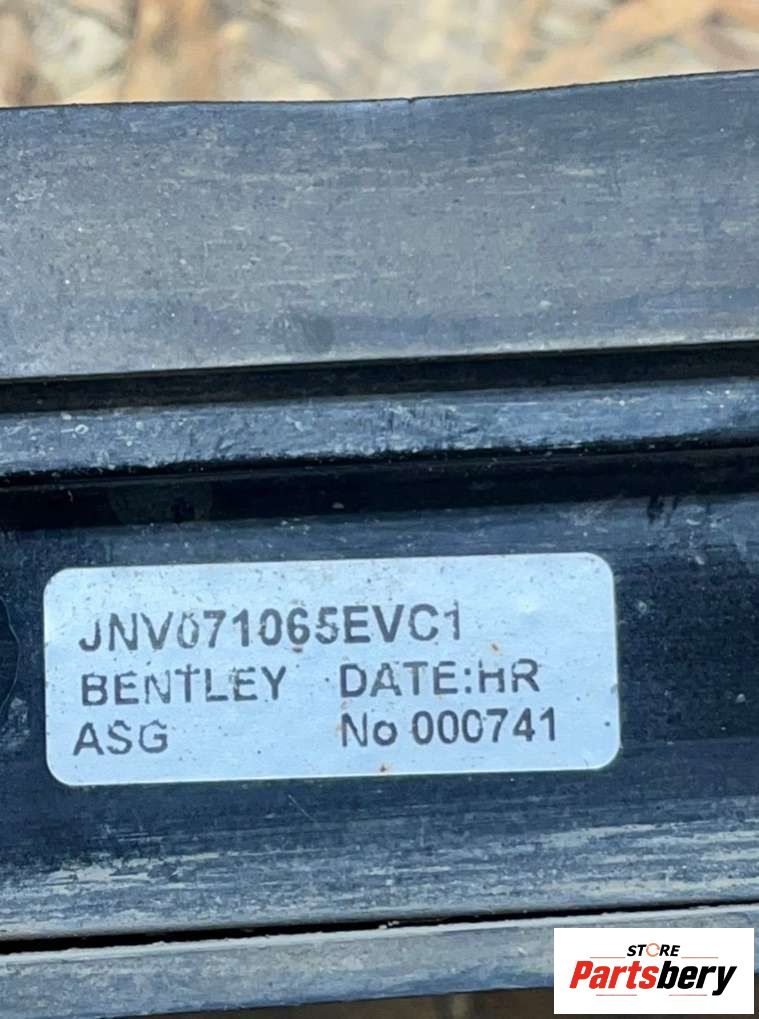 JNV071065EVC1
BENTLEY DATE:HR
ASG No 000741
STORE
Partsbery